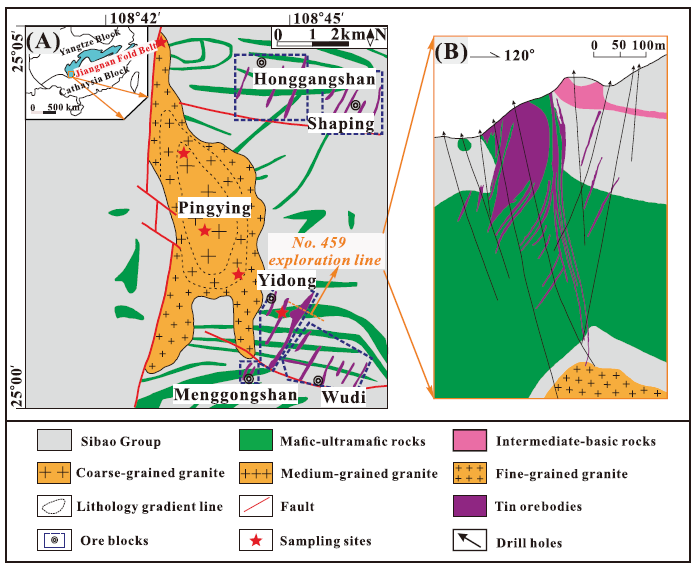 108°42′
108°45′
25°05′
25°00′
(A)
Yangtze Block
Jiangnan Fold Belt
Cathaysia Block
0 500 km
0 1 2km N
Honggangshan
Shaping
Pingying
No. 459
exploration line
Yidong
Menggongshan
Wudi
(B)
120°
0 50 100m
Sibao Group
Mafic-ultramafic rocks
Intermediate-basic rocks
Coarse-grained granite
Medium-grained granite
Fine-grained granite
Lithology gradient line
Fault
Tin orebodies
Ore blocks
Sampling sites
Drill holes